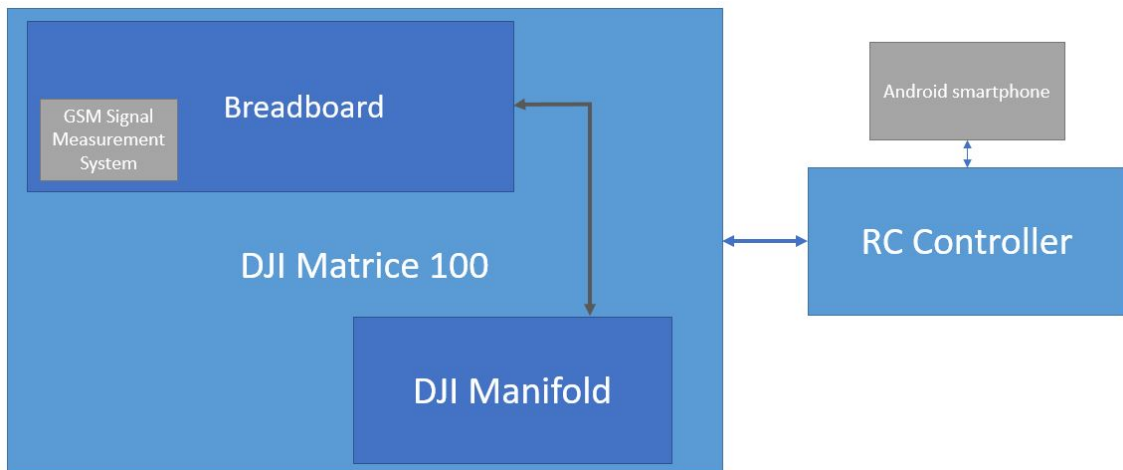 Breadboard
GSM Signal
Measurement
System
DJI Matrice 100
DJI Manifold
Android smartphone
RC Controller